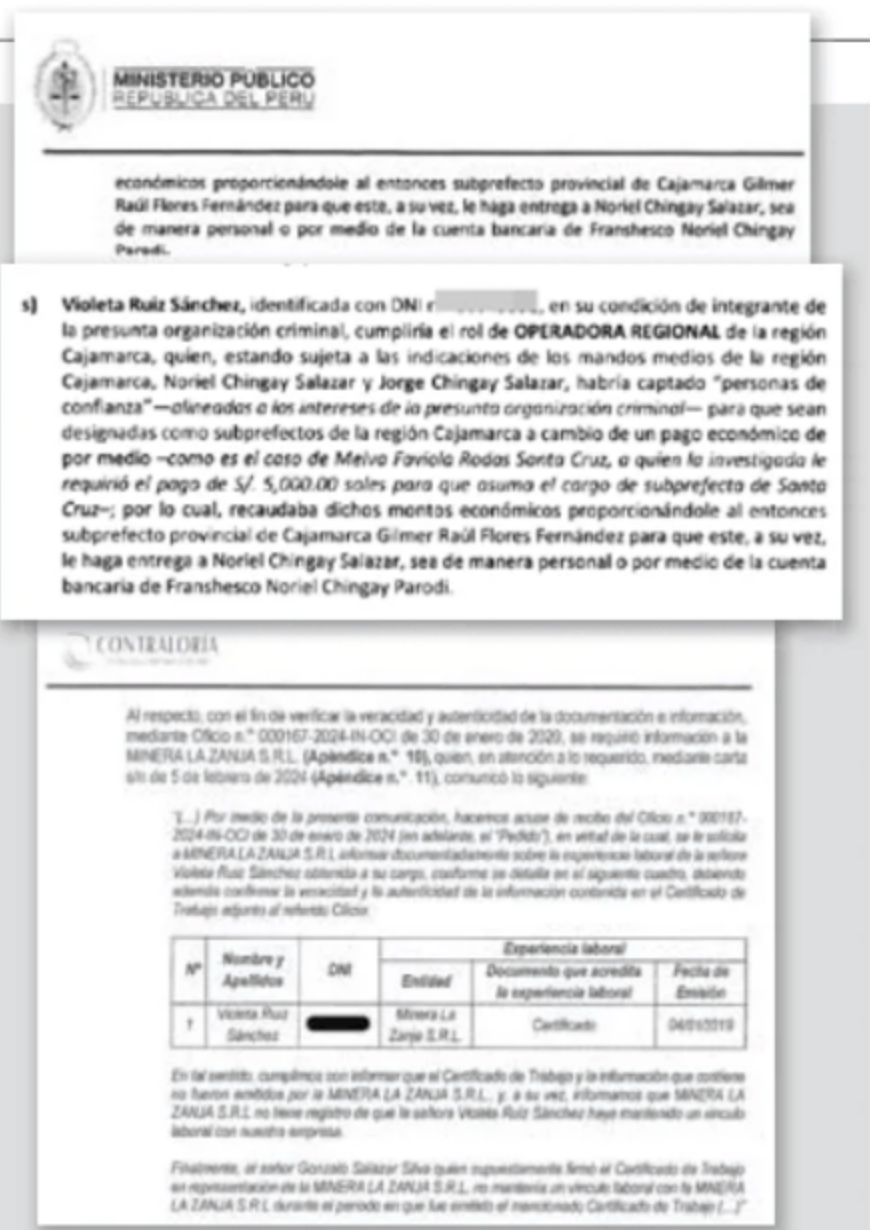 MINISTERIO PÚBLICO
REPUBLICA DEL PERÚ
económicos proporcionándole al entonces subprefecto provincial de Cajamarca Gilmer
Raúl Flores Fernández para que este, a su vez, le haga entrega a Noriel Chingay Salazar, sea
de manera personal o por medio de la cuenta bancaria de Franshesco Noriel Chingay
Parodi.
s) Violeta Ruiz Sánchez, identificada con DNI, en su condición de integrante de
la presunta organización criminal, cumpliría el rol de OPERADORA REGIONAL de la región
Cajamarca, quien, estando sujeta a las indicaciones de los mandos medios de la región
Cajamarca, Noriel Chingay Salazar y Jorge Chingay Salazar, habría captado "personas de
confianza"—alineadas a los intereses de la presunta organización criminal— para que sean
designadas como subprefectos de la región Cajamarca a cambio de un pago económico de
por medio –como es el caso de Melva Faviola Rodas Santa Cruz, a quien la investigada le
requirió el pago de S/. 5,000.00 soles para que asuma el cargo de subprefecta de Santa
Cruz–; por lo cual, recaudaba dichos montos económicos proporcionándole al entonces
subprefecto provincial de Cajamarca Gilmer Raúl Flores Fernández para que este, a su vez,
le haga entrega a Noriel Chingay Salazar, sea de manera personal o por medio de la cuenta
bancaria de Franshesco Noriel Chingay Parodi.
CONTRALORÍA
Al respecto, con el fin de verificar la veracidad y autenticidad de la documentación e información,
mediante Oficio n.° 000167-2024-IN-OCI de 30 de enero de 2020, se requirió información a la
MINERA LA ZANJA S.R.L. (Apéndice n.° 10), quien, en atención a lo requerido, mediante carta
s/n de 5 de febrero de 2024 (Apéndice n.° 11), comunicó lo siguiente:
"(...) Por medio de la presente comunicación, hacemos acuse de recibo del Oficio n.° 000167-
2024-IN-OCI de 30 de enero de 2024 (en adelante, el "Pedido"), en virtud de la cual, se le solicita
a MINERA LA ZANJA S.R.L informar documentadamente sobre la experiencia laboral de la señora
Violeta Ruiz Sánchez obtenida a su cargo, conforme se detalla en el siguiente cuadro, debiendo
además confirmar la veracidad y la autenticidad de la información contenida en el Certificado de
Trabajo adjunto al referido Oficio:
Experiencia laboral
N° Nombre y Apellidos DNI Entidad Documento que acredita la experiencia laboral Fecha de Emisión
1 Violeta Ruiz Sánchez Minera La Zanja S.R.L. Certificado 04/01/2019
En tal sentido, cumplimos con informar que el Certificado de Trabajo y la información que contiene
no fueron emitidos por la MINERA LA ZANJA S.R.L., y, a su vez, informamos que MINERA LA
ZANJA S.R.L no tiene registro de que la señora Violeta Ruiz Sánchez haya mantenido un vínculo
laboral con nuestra empresa.
Finalmente, el señor Gonzalo Salazar Silva quien supuestamente firmó el Certificado de Trabajo
en representación de la MINERA LA ZANJA S.R.L, no mantenía un vínculo laboral con la MINERA
LA ZANJA S.R.L durante el periodo en que fue emitido el mencionado Certificado de Trabajo (...)"